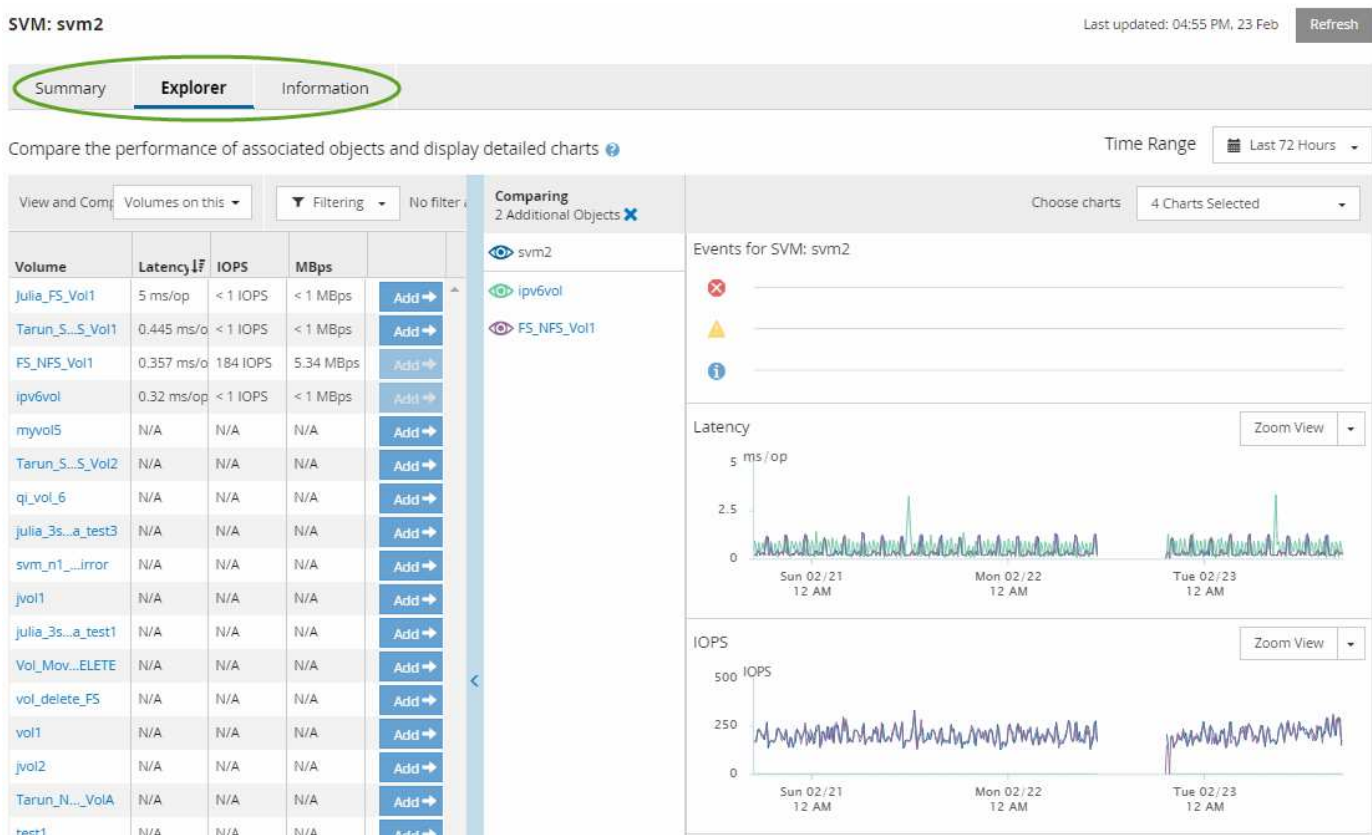 SVM: svm2
Last updated: 04:55 PM, 23 Feb Refresh
Summary Explorer Information
Compare the performance of associated objects and display detailed charts ?
Time Range Last 72 Hours
View and Comp Volumes on this Filtering No filter
Comparing
2 Additional Objects
Choose charts 4 Charts Selected
Volume Latency IOPS MBps
Julia_FS_Vol1 5 ms/op < 1 IOPS < 1 MBps Add
Tarun_S...S_Vol1 0.445 ms/o < 1 IOPS < 1 MBps Add
FS_NFS_Vol1 0.357 ms/o 184 IOPS 5.34 MBps Add
ipv6vol 0.32 ms/op < 1 IOPS < 1 MBps Add
myvol5 N/A N/A N/A Add
Tarun_S...S_Vol2 N/A N/A N/A Add
qi_vol_6 N/A N/A N/A Add
julia_3s...a_test3 N/A N/A N/A Add
svm_n1_...irror N/A N/A N/A Add
jvol1 N/A N/A N/A Add
julia_3s...a_test1 N/A N/A N/A Add
Vol_Mov...ELETE N/A N/A N/A Add
vol_delete_FS N/A N/A N/A Add
vol1 N/A N/A N/A Add
jvol2 N/A N/A N/A Add
Tarun_N..._VolA N/A N/A N/A Add
test1 N/A N/A N/A Add
svm2
ipv6vol
FS_NFS_Vol1
Events for SVM: svm2
Latency Zoom View
5 ms/op
2.5
0
Sun 02/21 Mon 02/22 Tue 02/23
12 AM 12 AM 12 AM
IOPS Zoom View
500 IOPS
250
0
Sun 02/21 Mon 02/22 Tue 02/23
12 AM 12 AM 12 AM